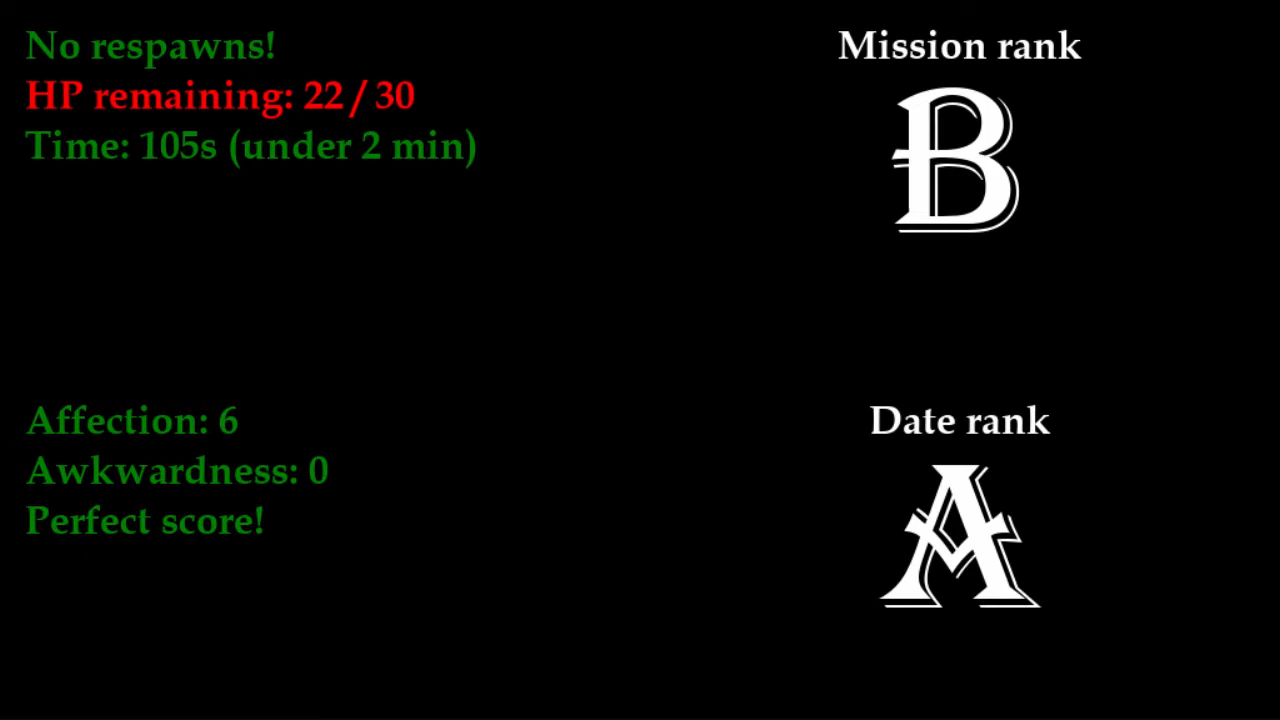 No respawns!
HP remaining: 22 / 30
Time: 105s (under 2 min)
Mission rank
B
Affection: 6
Awkwardness: 0
Perfect score!
Date rank
A